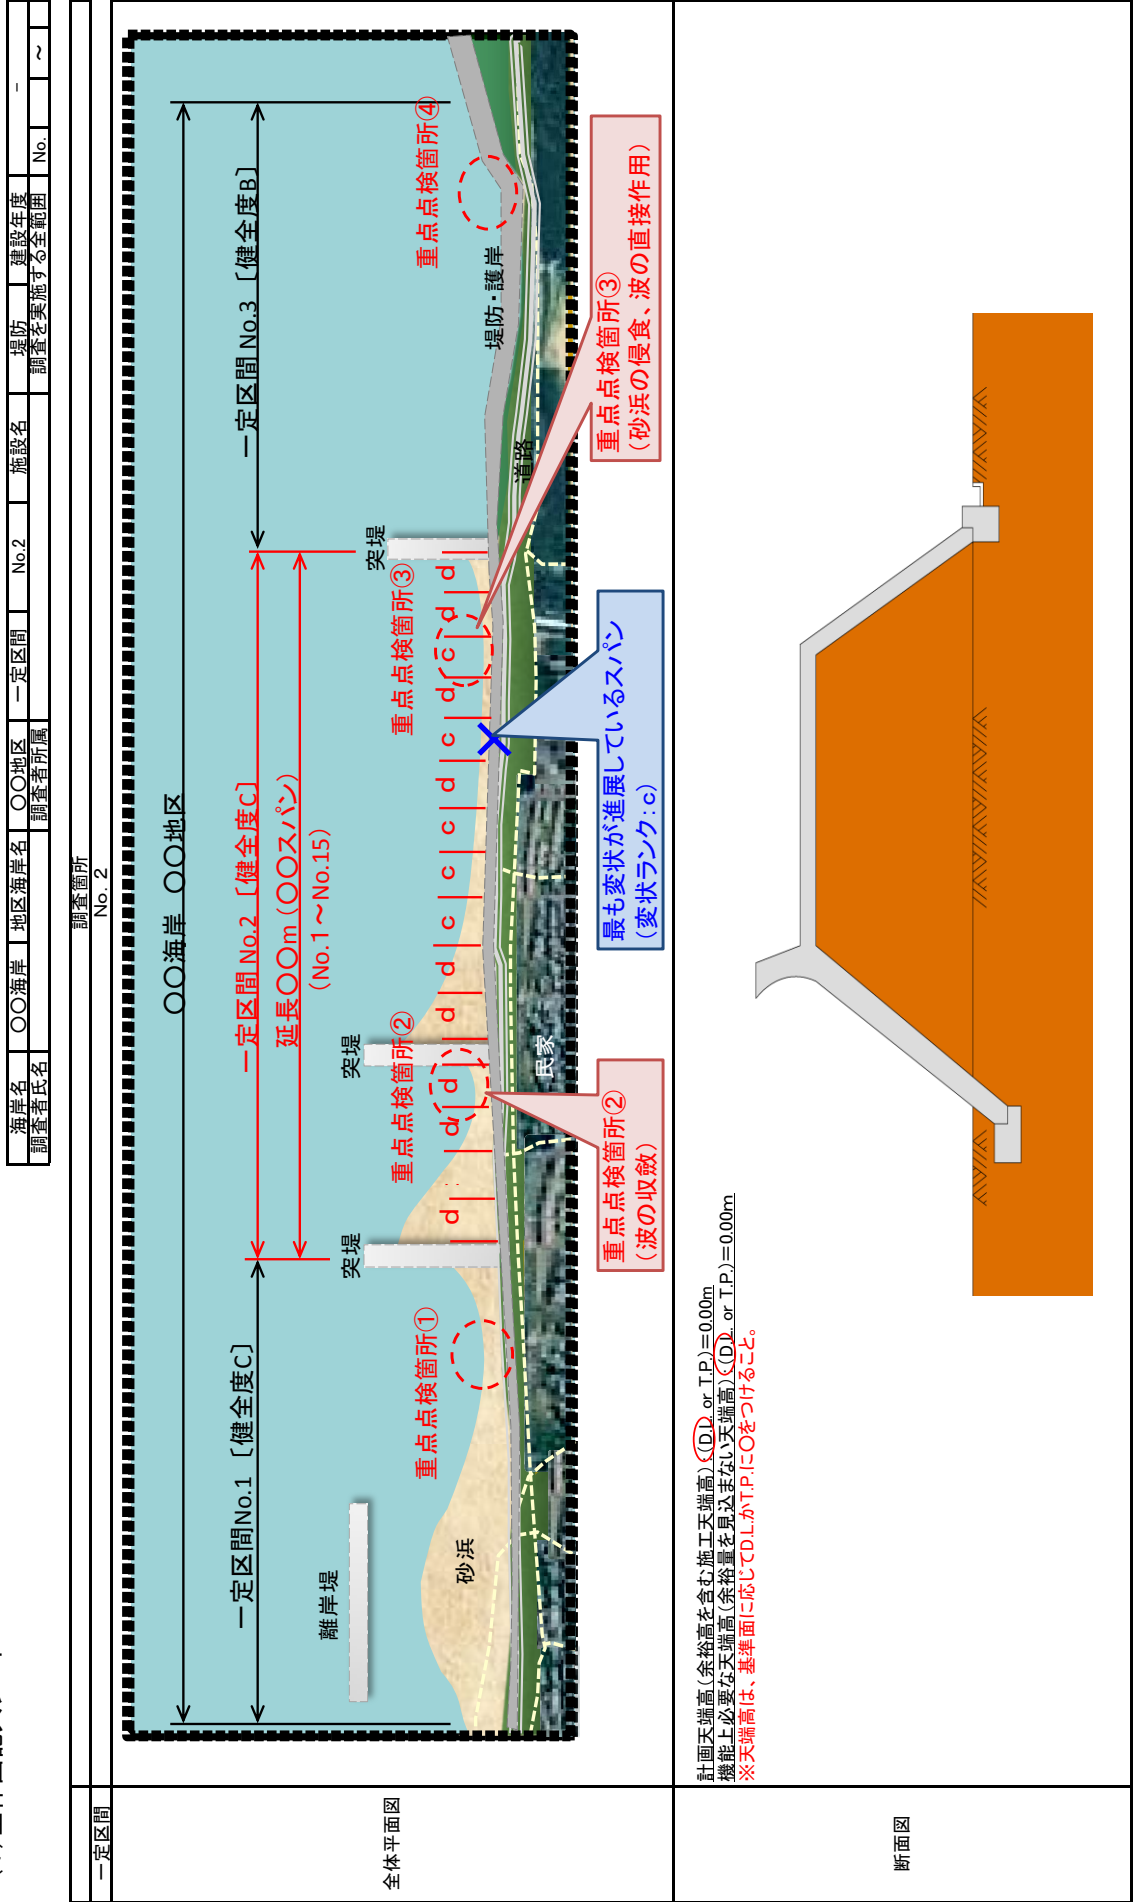 海岸名 〇〇海岸 地区海岸名 〇〇地区 一定区間 No.2 施設名 堤防 建設年度 -
調査者氏名 調査者所属 調査を実施する全範囲 No. ～
調査箇所
一定区間 No. 2
全体平面図
〇〇海岸 〇〇地区
一定区間No.1 〔健全度C〕
一定区間 No.2 〔健全度C〕
一定区間 No.3 〔健全度B〕
延長〇〇m（〇〇スパン）
（No.1～No.15）
離岸堤
突堤
突堤
突堤
重点点検箇所①
重点点検箇所②
重点点検箇所③
重点点検箇所④
d : d d d d c c c d c d c d d
砂浜
堤防・護岸
道路
民家
重点点検箇所②
（波の収斂）
最も変状が進展しているスパン
（変状ランク：c）
重点点検箇所③
（砂浜の侵食、波の直接作用）
断面図
計画天端高（余裕高を含む施工天端高）：（D.L. or T.P.）＝0.00m
機能上必要な天端高（余裕量を見込まない天端高）：（D.L. or T.P.）＝0.00m
※天端高は、基準面に応じてD.L.かT.P.に〇をつけること。